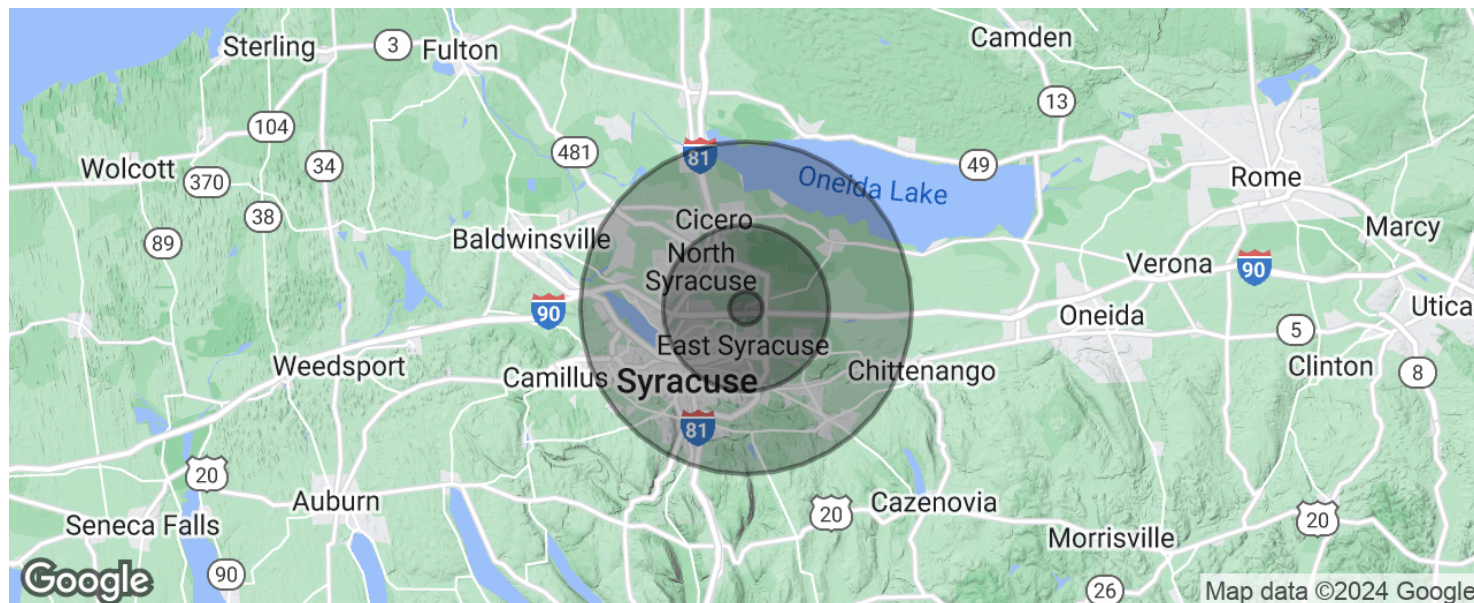 Sterling
3
Fulton
Camden
13
104
34
481
81
49
Wolcott
370
Oneida Lake
Rome
38
Cicero
Baldwinsville
89
North
Syracuse
Marcy
Verona
90
90
Utica
Oneida
5
East Syracuse
Weedsport
Camillus
Syracuse
Chittenango
Clinton
8
81
20
Auburn
20
Cazenovia
20
Seneca Falls
Morrisville
90
26
Google
Map data ©2024 Google